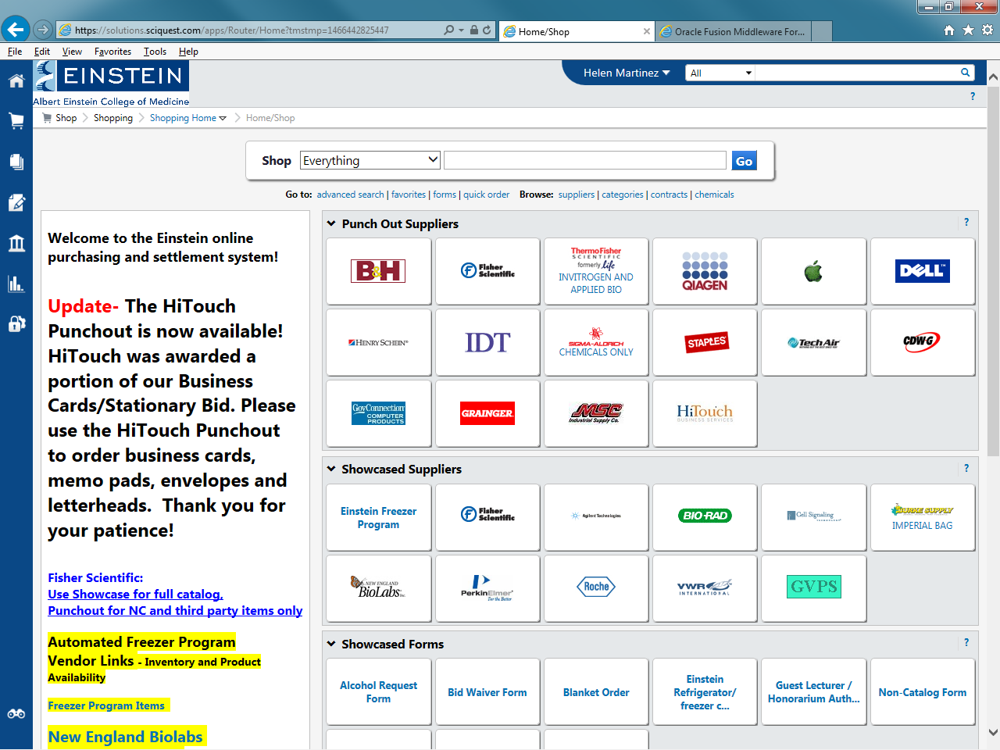 https://solutions.sciquest.com/apps/Router/Home?tmstmp=1466442825447
Home/Shop
Oracle Fusion Middleware For...
File Edit View Favorites Tools Help
EINSTEIN
Albert Einstein College of Medicine
Helen Martinez
All
?
Shop Shopping Shopping Home Home/Shop
Shop Everything Go
Go to: advanced search | favorites | forms | quick order Browse: suppliers | categories | contracts | chemicals
Welcome to the Einstein online
purchasing and settlement system!
Update- The HiTouch
Punchout is now available!
HiTouch was awarded a
portion of our Business
Cards/Stationary Bid. Please
use the HiTouch Punchout
to order business cards,
memo pads, envelopes and
letterheads. Thank you for
your patience!
Fisher Scientific:
Use Showcase for full catalog,
Punchout for NC and third party items only
Automated Freezer Program
Vendor Links - Inventory and Product
Availability
Freezer Program Items
New England Biolabs
Punch Out Suppliers
?
B&H
Fisher
Scientific
ThermoFisher
SCIENTIFIC
formerly life
INVITROGEN AND
APPLIED BIO
QIAGEN
DELL
HENRY SCHEIN®
IDT
SIGMA-ALDRICH
CHEMICALS ONLY
STAPLES
Tech Air
CDW·G
GovConnection
COMPUTER
PRODUCTS
GRAINGER
MSC
Industrial Supply Co.
HiTouch
BUSINESS SERVICES
Showcased Suppliers
?
Einstein Freezer
Program
Fisher
Scientific
Agilent Technologies
BIO-RAD
Cell Signaling
BURKE SUPPLY
IMPERIAL BAG
NEW ENGLAND
BioLabs Inc.
PerkinElmer
For the Better
Roche
VWR
INTERNATIONAL
GVPS
Showcased Forms
?
Alcohol Request
Form
Bid Waiver Form
Blanket Order
Einstein
Refrigerator/
freezer c...
Guest Lecturer /
Honorarium Auth...
Non-Catalog Form